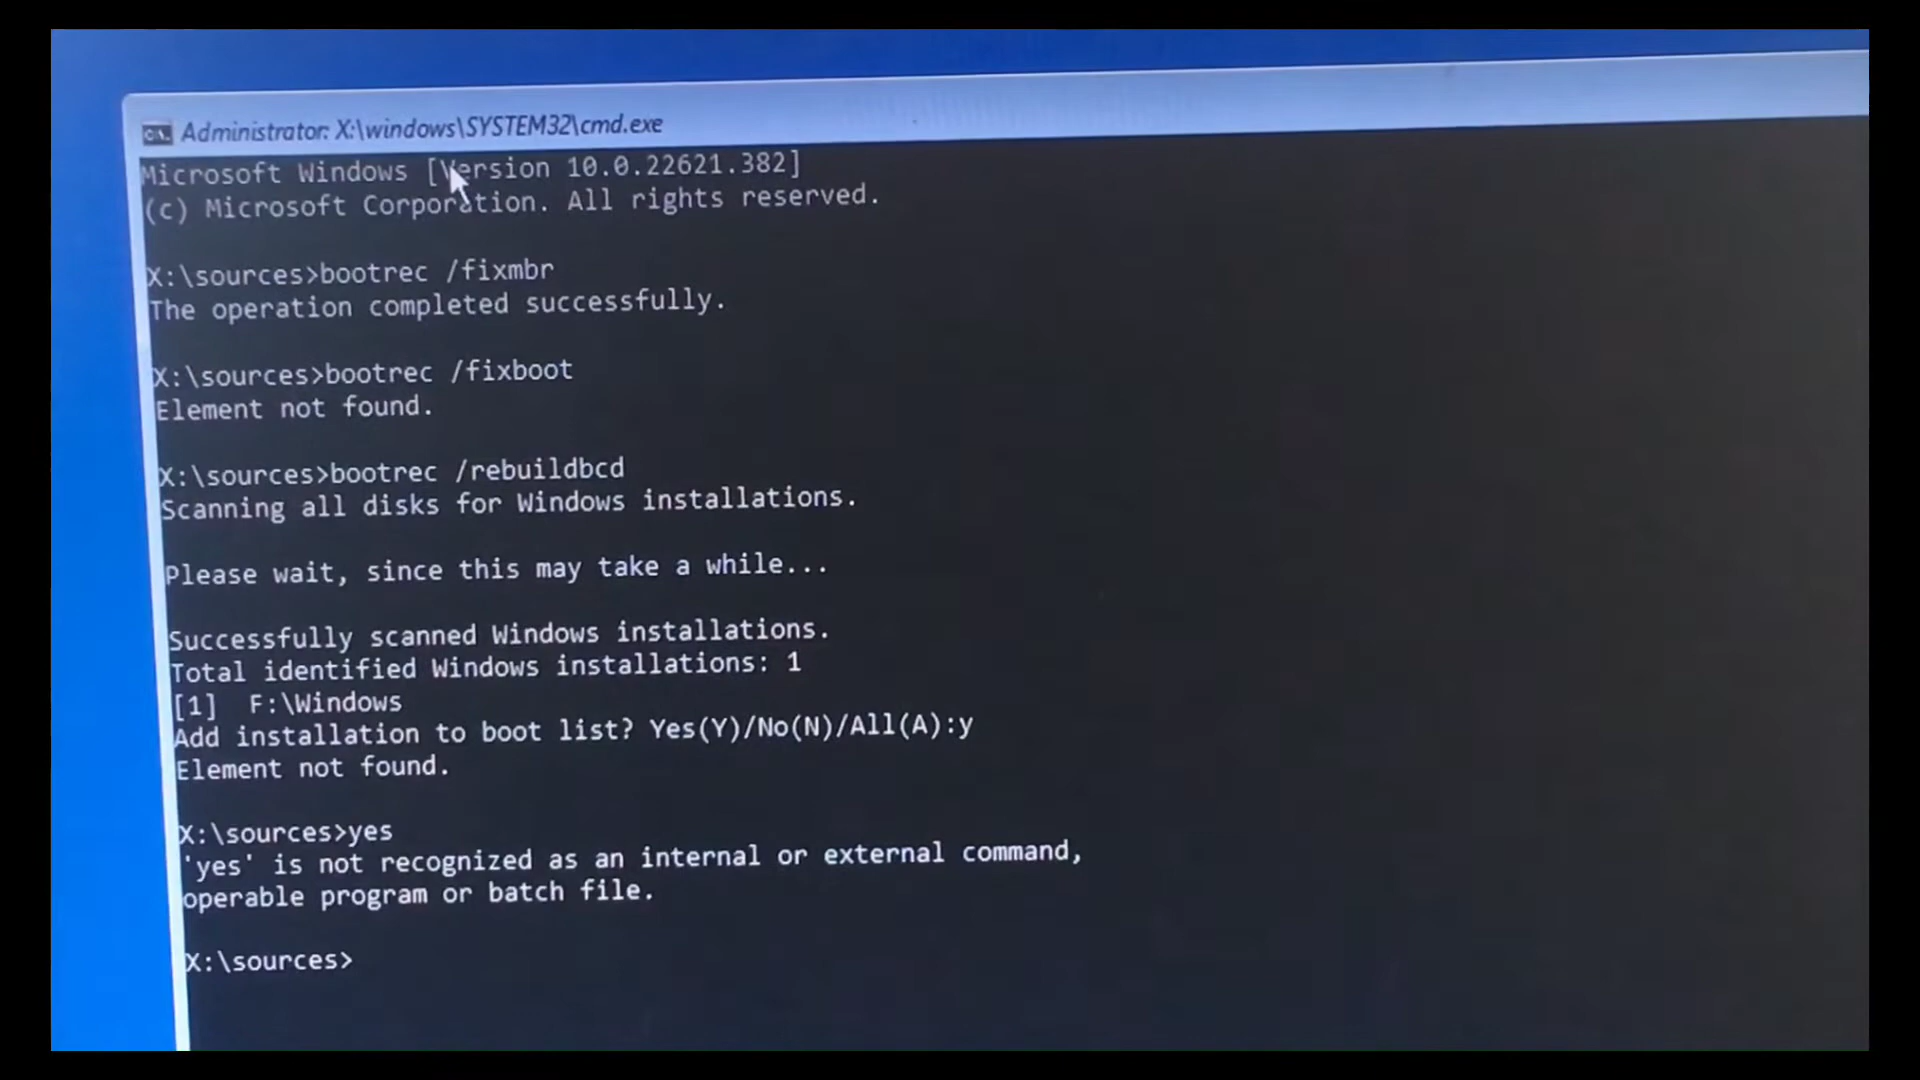 Administrator: X:\windows\SYSTEM32\cmd.exe
Microsoft Windows [Version 10.0.22621.382]
(c) Microsoft Corporation. All rights reserved.
X:\sources>bootrec /fixmbr
The operation completed successfully.
X:\sources>bootrec /fixboot
Element not found.
X:\sources>bootrec /rebuildbcd
Scanning all disks for Windows installations.
Please wait, since this may take a while...
Successfully scanned Windows installations.
Total identified Windows installations: 1
[1]  F:\Windows
Add installation to boot list? Yes(Y)/No(N)/All(A):y
Element not found.
X:\sources>yes
'yes' is not recognized as an internal or external command,
operable program or batch file.
X:\sources>